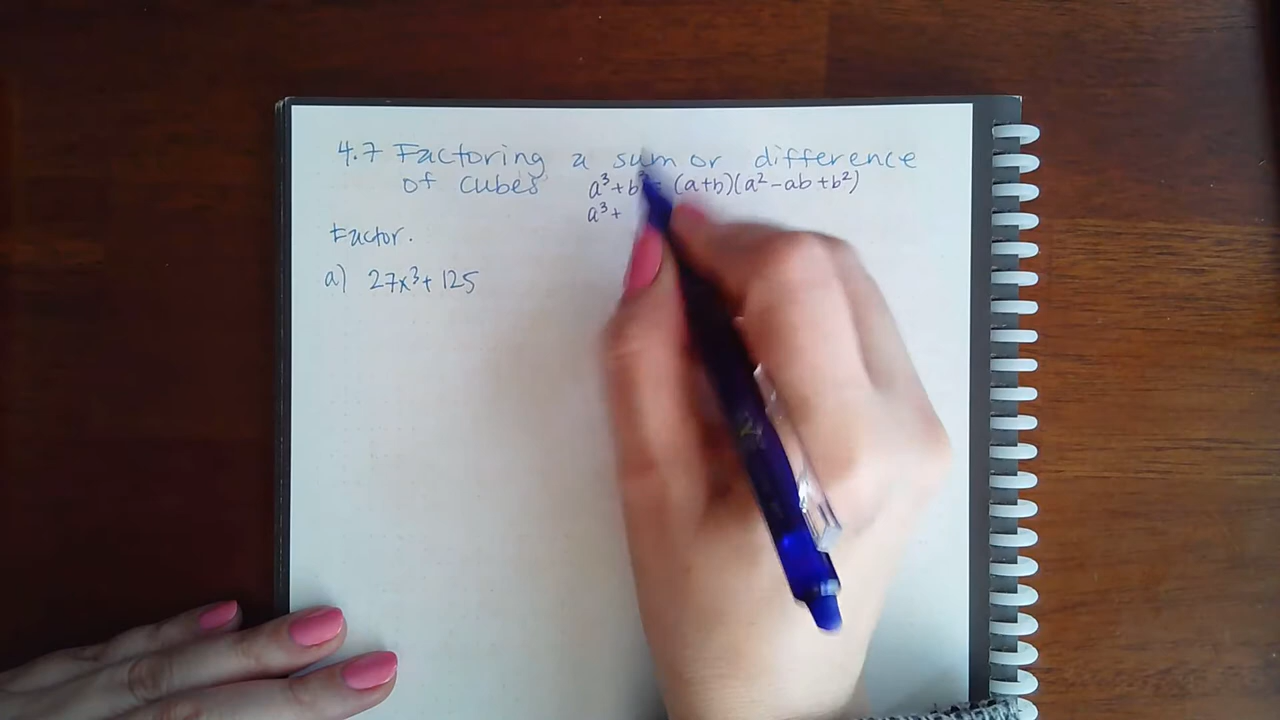 4.7 Factoring a sum or difference
of cubes
a³+b³ = (a+b)(a²-ab+b²)
a³+
Factor.
a) 27x³+125